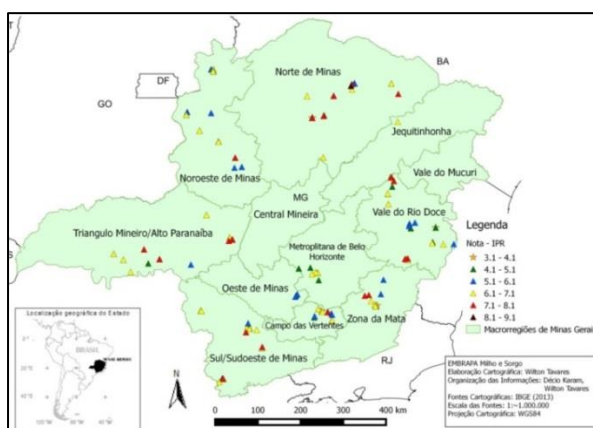 BA
DF
GO
Norte de Minas
Jequitinhonha
Vale do Mucuri
Noroeste de Minas
MG
Central Mineira
Vale do Rio Doce
Triangulo Mineiro/Alto Paranaíba
Metroplitana de Belo
Horizonte
Oeste de Minas
Campo das Vertentes
Zona da Mata
Sul/Sudoeste de Minas
RJ
Legenda
Nota - IPR
3.1 - 4.1
4.1 - 5.1
5.1 - 6.1
6.1 - 7.1
7.1 - 8.1
8.1 - 9.1
Macrorregiões de Minas Gerai
Localização geográfica do Estado
BRASIL
MINAS GERAIS
N
0 100 200 300 400 km
EMBRAPA Milho e Sorgo
Elaboração Cartográfica: Wilton Tavares
Organização das Informações: Décio Karam,
Wilton Tavares
Fontes Cartográficas: IBGE (2013)
Escala das Fontes: 1:~1.000.000
Projeção Cartográfica: WGS84